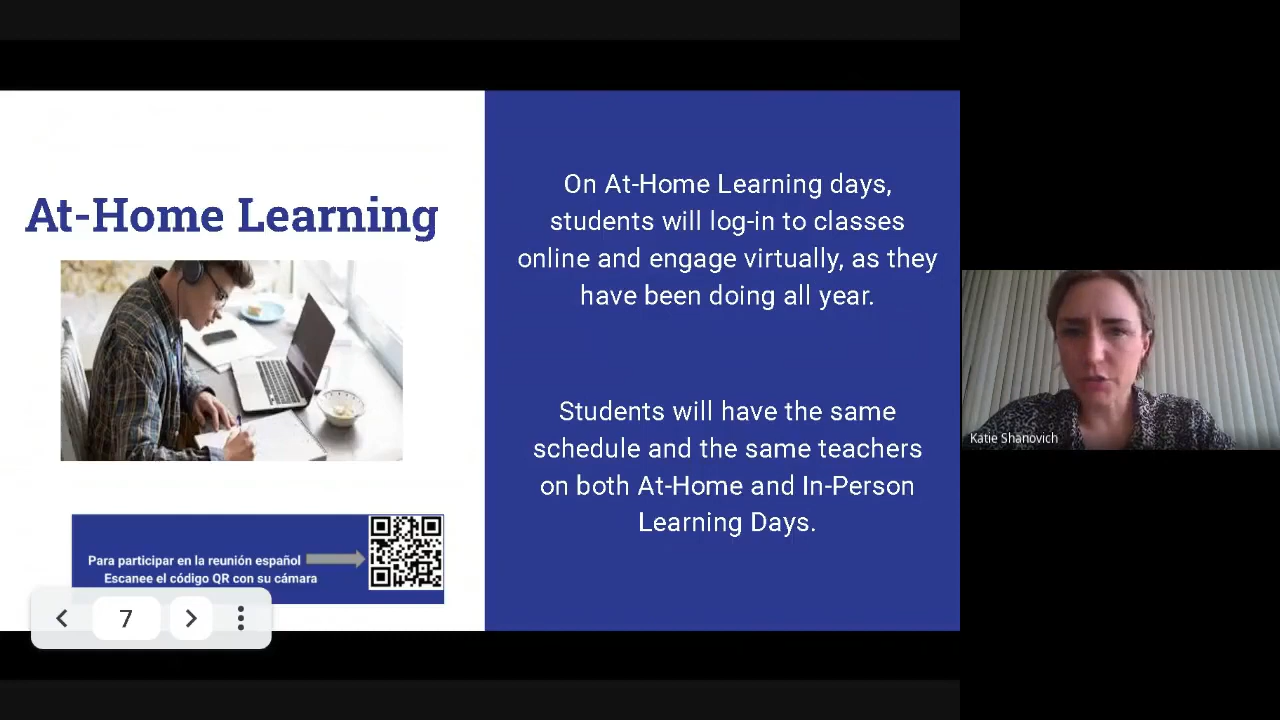 At-Home Learning
Para participar en la reunión español
Escanee el código QR con su cámara
7
On At-Home Learning days,
students will log-in to classes
online and engage virtually, as they
have been doing all year.
Students will have the same
schedule and the same teachers
on both At-Home and In-Person
Learning Days.
Katie Shanovich